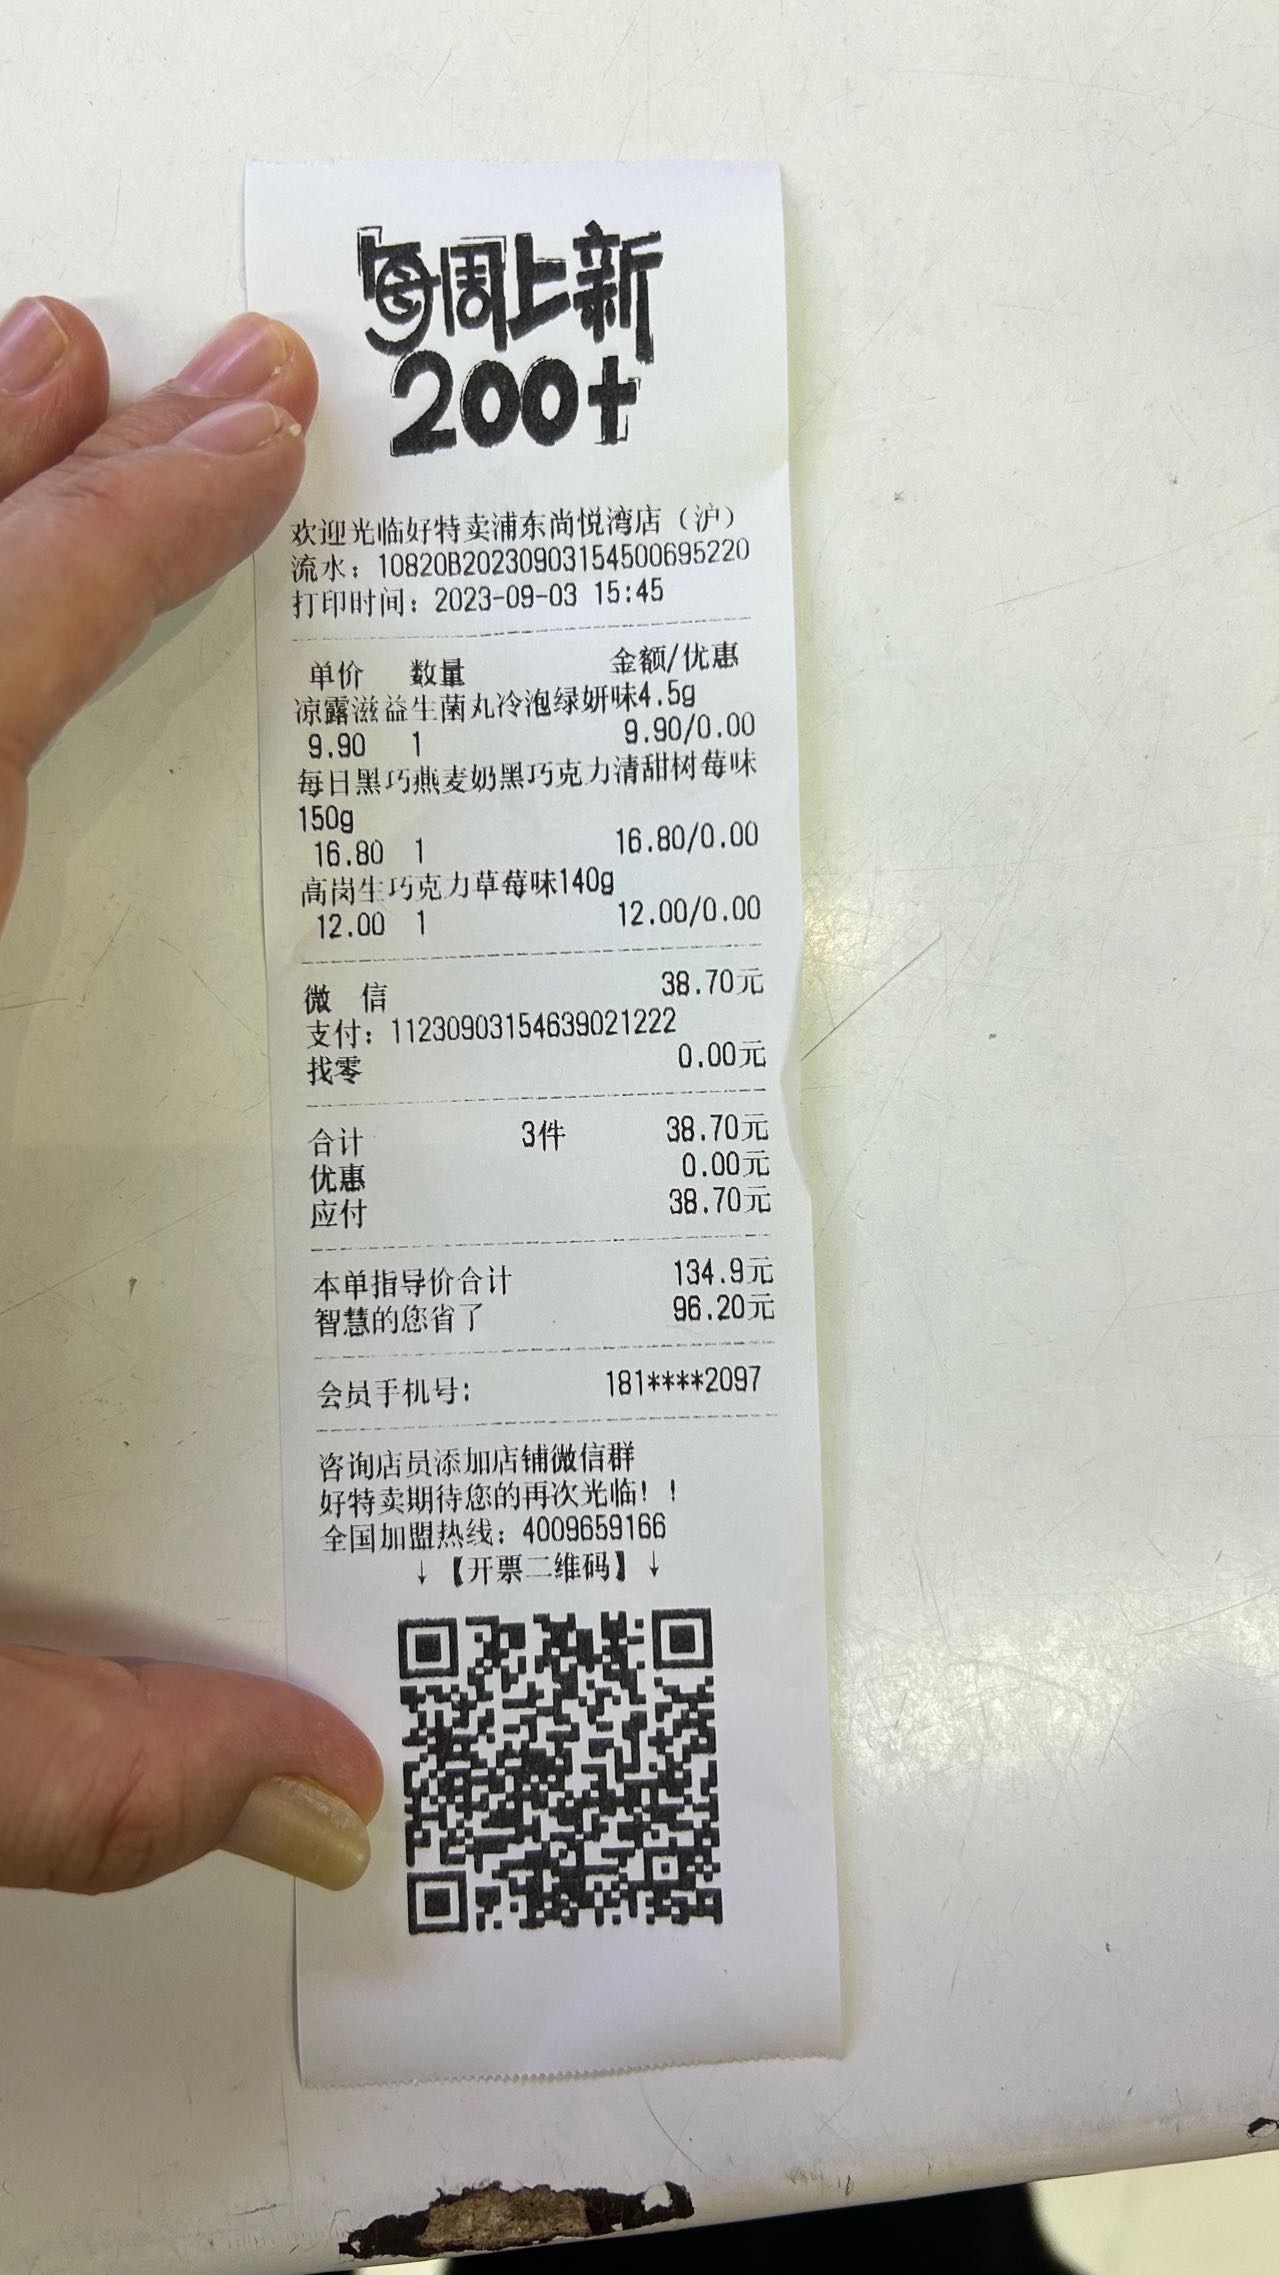 每周上新
200+
欢迎光临好特卖浦东尚悦湾店（沪）
流水：10820B20230903154500695220
打印时间：2023-09-03 15:45
单价 数量 金额/优惠
凉露滋益生菌丸冷泡绿妍味4.5g
9.90 1 9.90/0.00
每日黑巧燕麦奶黑巧克力清甜树莓味
150g
16.80 1 16.80/0.00
高岗生巧克力草莓味140g
12.00 1 12.00/0.00
微 信 38.70元
支付：11230903154639021222
找零 0.00元
合计 3件 38.70元
优惠 0.00元
应付 38.70元
本单指导价合计 134.9元
智慧的您省了 96.20元
会员手机号： 181****2097
咨询店员添加店铺微信群
好特卖期待您的再次光临！！
全国加盟热线：4009659166
↓【开票二维码】↓